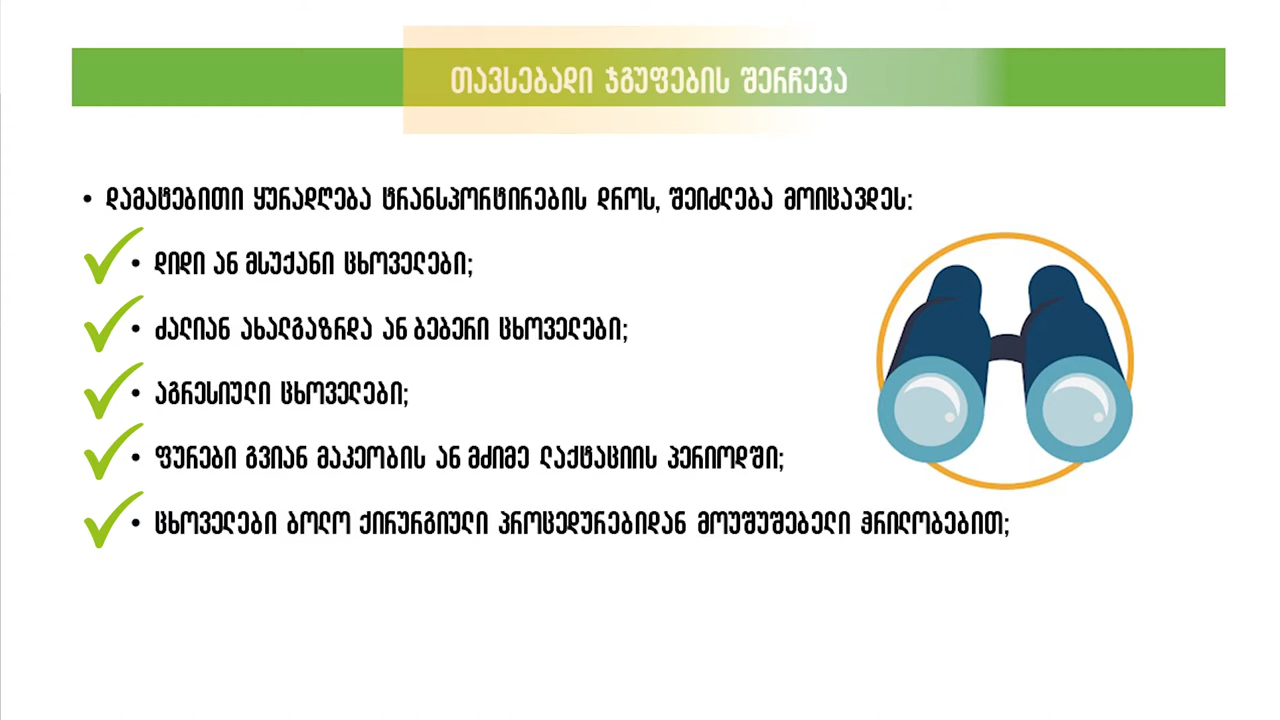 თავსებადი ჯგუფების შერჩევა
• დამატებითი ყურადღება ტრანსპორტირების დროს, შეიძლება მოიცავდეს:
• დიდი ან მსუქანი ცხოველები;
• ძალიან ახალგაზრდა ან ბებერი ცხოველები;
• აგრესიული ცხოველები;
• ფურები გვიან მაკეობის ან მძიმე ლაქტაციის პერიოდში;
• ცხოველები ბოლო ქირურგიული პროცედურებიდან მოუშუშებელი ჭრილობებით;